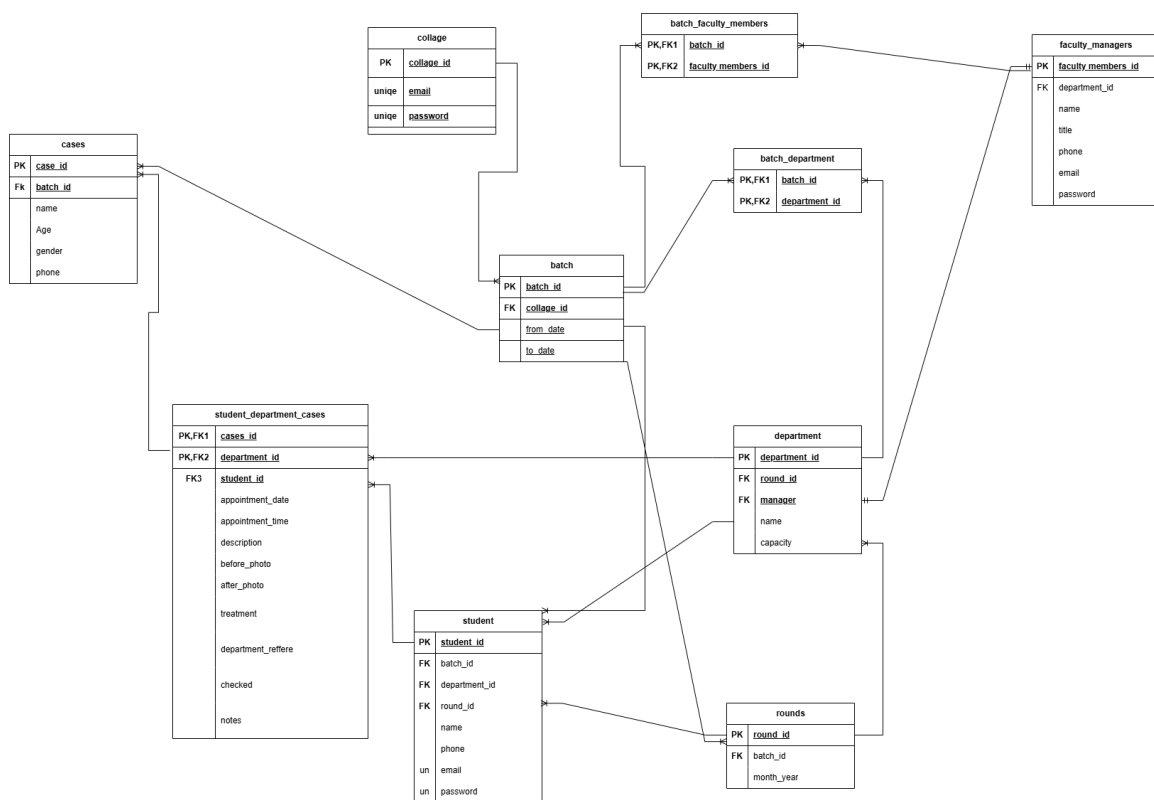 collage
PK collage_id
uniqe email
uniqe password
batch_faculty_members
PK,FK1 batch_id
PK,FK2 faculty_members_id
faculty_managers
PK faculty_members_id
FK department_id
name
title
phone
email
password
cases
PK case_id
Fk batch_id
name
Age
gender
phone
batch_department
PK,FK1 batch_id
PK,FK2 department_id
batch
PK batch_id
FK collage_id
from_date
to_date
student_department_cases
PK,FK1 cases_id
PK,FK2 department_id
FK3 student_id
appointment_date
appointment_time
description
before_photo
after_photo
treatment
department_reffere
checked
notes
department
PK department_id
FK round_id
FK manager
name
capacity
student
PK student_id
FK batch_id
FK department_id
FK round_id
name
phone
un email
un password
rounds
PK round_id
FK batch_id
month_year